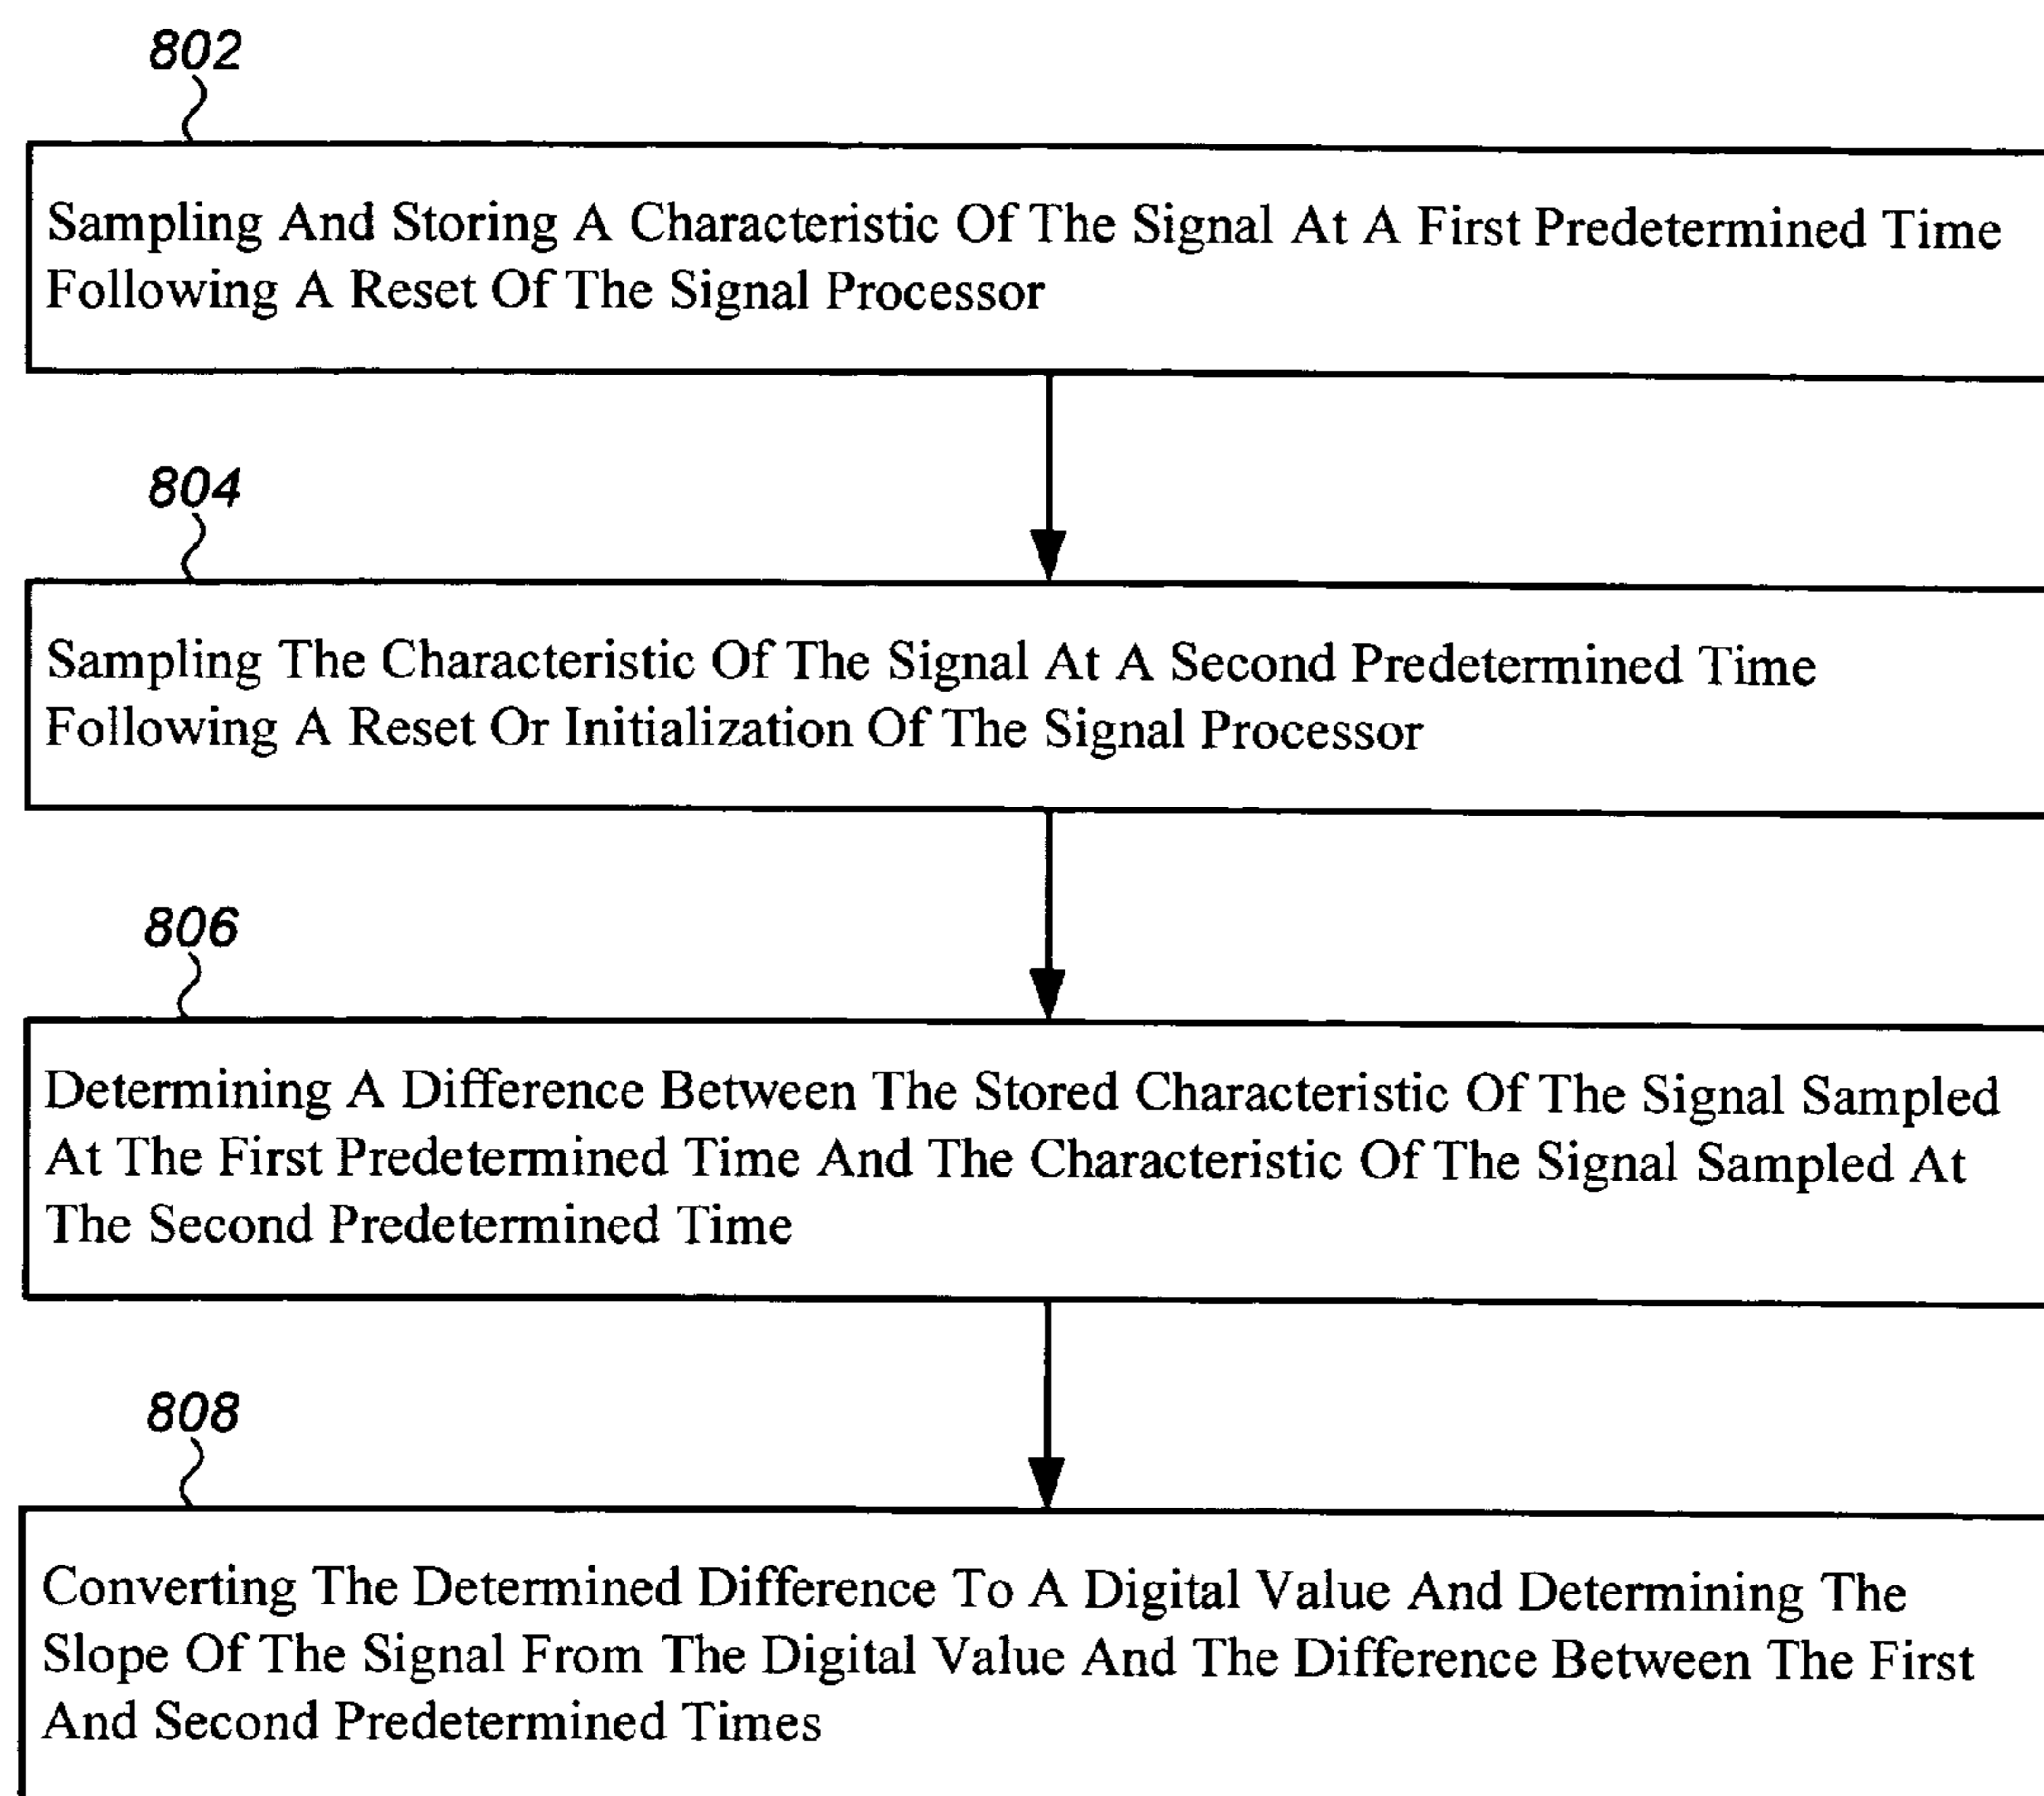 802
Sampling And Storing A Characteristic Of The Signal At A First Predetermined Time
Following A Reset Of The Signal Processor
804
Sampling The Characteristic Of The Signal At A Second Predetermined Time
Following A Reset Or Initialization Of The Signal Processor
806
Determining A Difference Between The Stored Characteristic Of The Signal Sampled
At The First Predetermined Time And The Characteristic Of The Signal Sampled At
The Second Predetermined Time
808
Converting The Determined Difference To A Digital Value And Determining The
Slope Of The Signal From The Digital Value And The Difference Between The First
And Second Predetermined Times